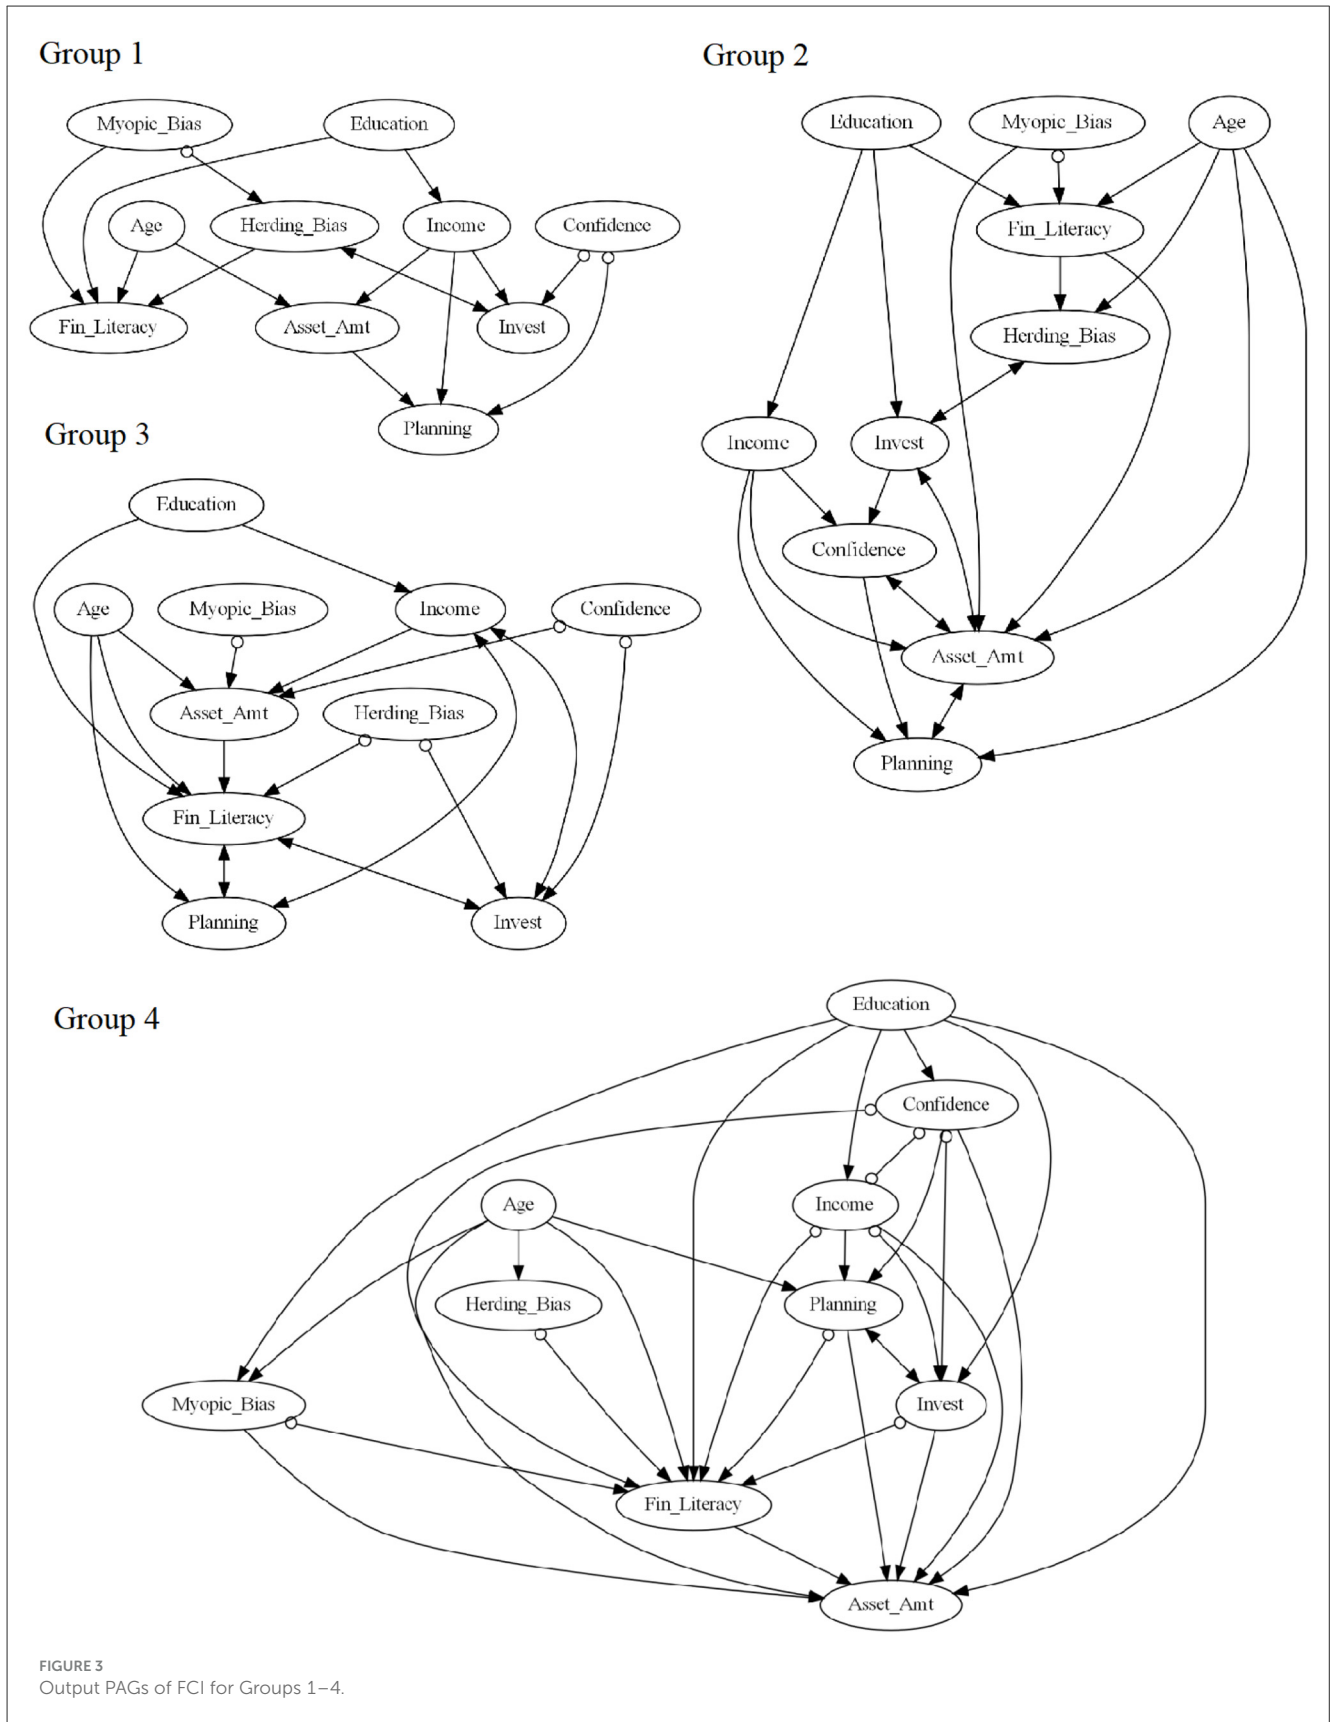 Group 1
Myopic_Bias
Education
Age
Herding_Bias
Income
Confidence
Fin_Literacy
Asset_Amt
Invest
Planning
Group 2
Education
Myopic_Bias
Age
Fin_Literacy
Herding_Bias
Income
Invest
Confidence
Asset_Amt
Planning
Group 3
Education
Age
Myopic_Bias
Income
Confidence
Asset_Amt
Herding_Bias
Fin_Literacy
Planning
Invest
Group 4
Education
Confidence
Age
Income
Herding_Bias
Planning
Myopic_Bias
Invest
Fin_Literacy
Asset_Amt
FIGURE 3
Output PAGs of FCI for Groups 1–4.